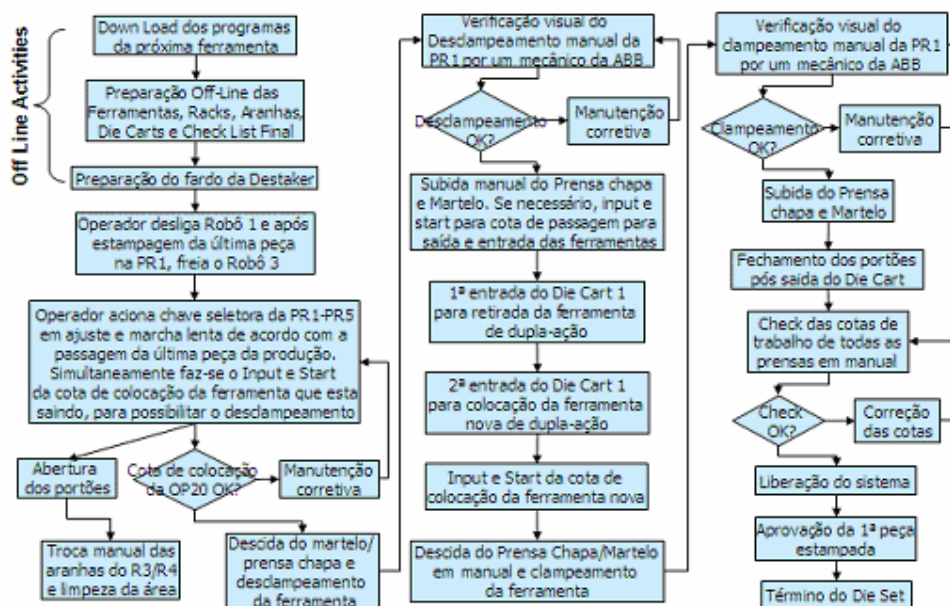 Off Line Activities
Down Load dos programas
da próxima ferramenta
Preparação Off-Line das
Ferramentas, Racks, Aranhas,
Die Carts e Check List Final
Preparação do fardo da Destaker
Operador desliga Robô 1 e após
estampagem da última peça
na PR1, freia o Robô 3
Operador aciona chave seletora da PR1-PR5
em ajuste e marcha lenta de acordo com a
passagem da última peça da produção.
Simultaneamente faz-se o Input e Start
da cota de colocação da ferramenta que esta
saindo, para possibilitar o desclampeamento
Abertura
dos portões
Cota de colocação
da OP20 OK?
Manutenção
corretiva
Troca manual das
aranhas do R3/R4
e limpeza da área
Descida do martelo/
prensa chapa e
desclampeamento
da ferramenta
Verificação visual do
Desclampeamento manual da
PR1 por um mecânico da ABB
Desclampeamento
OK?
Manutenção
corretiva
Subida manual do Prensa chapa
e Martelo. Se necessário, input e
start para cota de passagem para
saída e entrada das ferramentas
1ª entrada do Die Cart 1
para retirada da ferramenta
de dupla-ação
2ª entrada do Die Cart 1
para colocação da ferramenta
nova de dupla-ação
Input e Start da cota de
colocação da ferramenta nova
Descida do Prensa Chapa/Martelo
em manual e clampeamento
da ferramenta
Verificação visual do
clampeamento manual da PR1
por um mecânico da ABB
Clampeamento
OK?
Manutenção
corretiva
Subida do Prensa
chapa e Martelo
Fechamento dos portões
pós saida do Die Cart
Check das cotas de
trabalho de todas as
prensas em manual
Check
OK?
Correção
das cotas
Liberação do sistema
Aprovação da 1ª peça
estampada
Término do Die Set